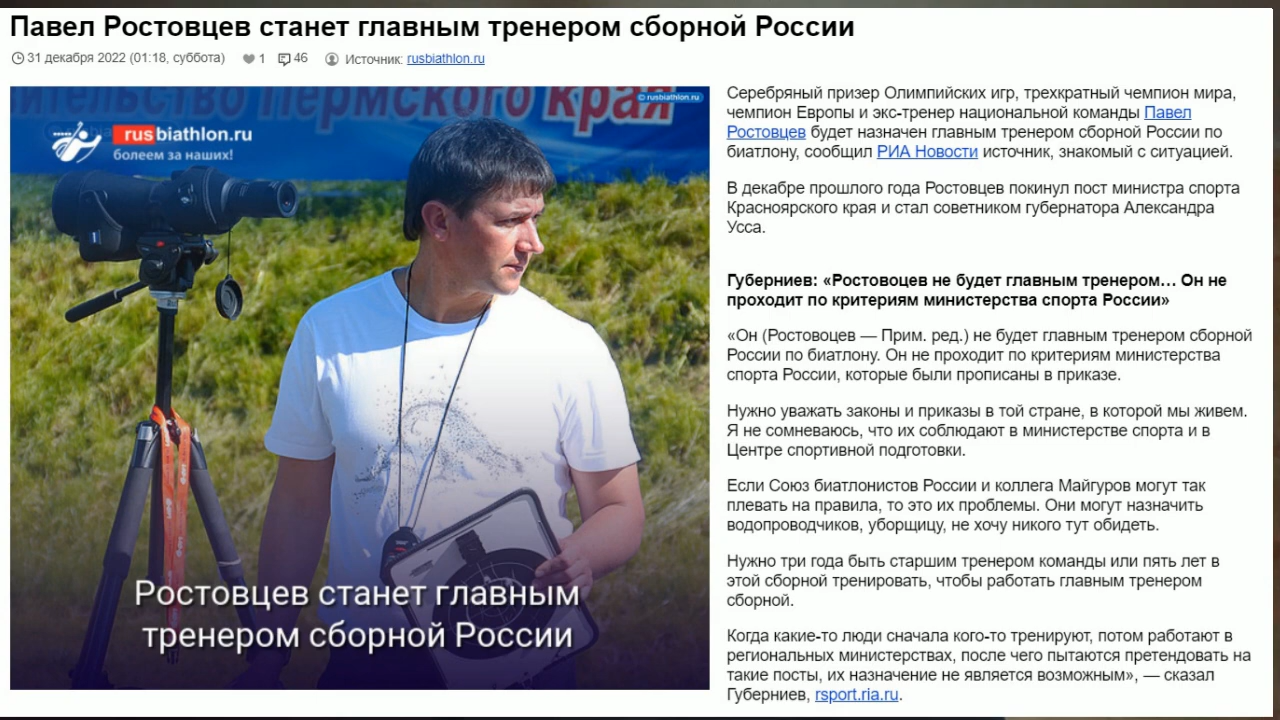 Павел Ростовцев станет главным тренером сборной России
31 декабря 2022 (01:18, суббота) 1 46 Источник: rusbiathlon.ru
ительство Пермского края
© rusbiathlon.ru
rusbiathlon.ru
болеем за наших!
1
Ростовцев станет главным
тренером сборной России
Серебряный призер Олимпийских игр, трехкратный чемпион мира,
чемпион Европы и экс-тренер национальной команды Павел
Ростовцев будет назначен главным тренером сборной России по
биатлону, сообщил РИА Новости источник, знакомый с ситуацией.
В декабре прошлого года Ростовцев покинул пост министра спорта
Красноярского края и стал советником губернатора Александра
Усса.
Губерниев: «Ростовоцев не будет главным тренером… Он не
проходит по критериям министерства спорта России»
«Он (Ростовоцев — Прим. ред.) не будет главным тренером сборной
России по биатлону. Он не проходит по критериям министерства
спорта России, которые были прописаны в приказе.
Нужно уважать законы и приказы в той стране, в которой мы живем.
Я не сомневаюсь, что их соблюдают в министерстве спорта и в
Центре спортивной подготовки.
Если Союз биатлонистов России и коллега Майгуров могут так
плевать на правила, то это их проблемы. Они могут назначить
водопроводчиков, уборщицу, не хочу никого тут обидеть.
Нужно три года быть старшим тренером команды или пять лет в
этой сборной тренировать, чтобы работать главным тренером
сборной.
Когда какие-то люди сначала кого-то тренируют, потом работают в
региональных министерствах, после чего пытаются претендовать на
такие посты, их назначение не является возможным», — сказал
Губерниев, rsport.ria.ru.